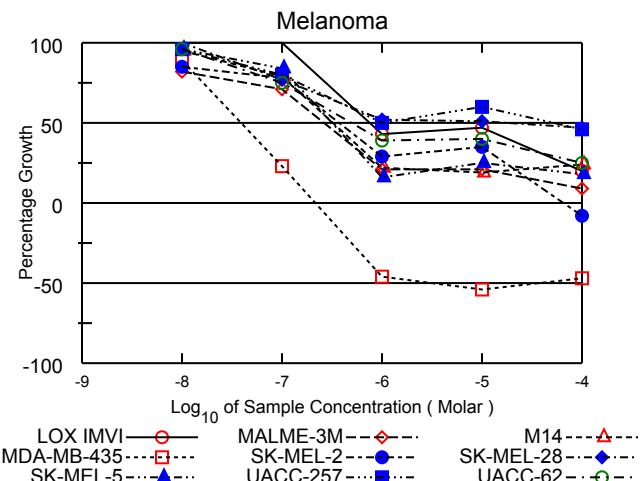 Melanoma
100
50
0
-50
-100
Percentage Growth
-9 -8 -7 -6 -5 -4
Log10 of Sample Concentration ( Molar )
LOX IMVI MALME-3M M14
MDA-MB-435 SK-MEL-2 SK-MEL-28
SK-MEL-5 UACC-257 UACC-62